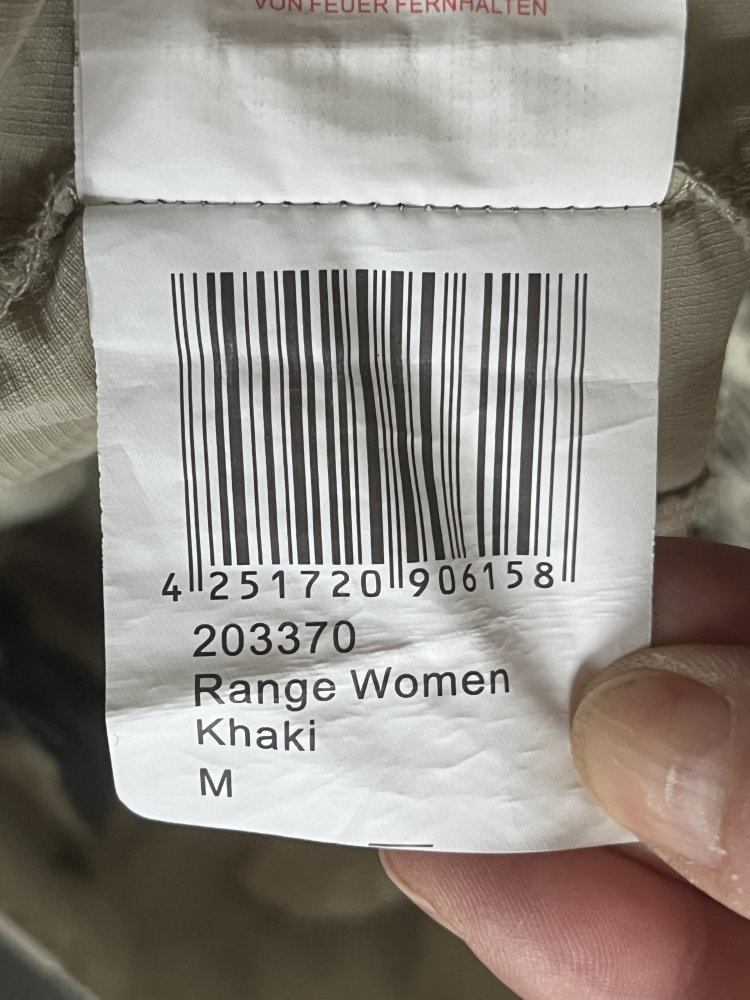 VON FEUER FERNHALTEN
4 251720 906158
203370
Range Women
Khaki
M